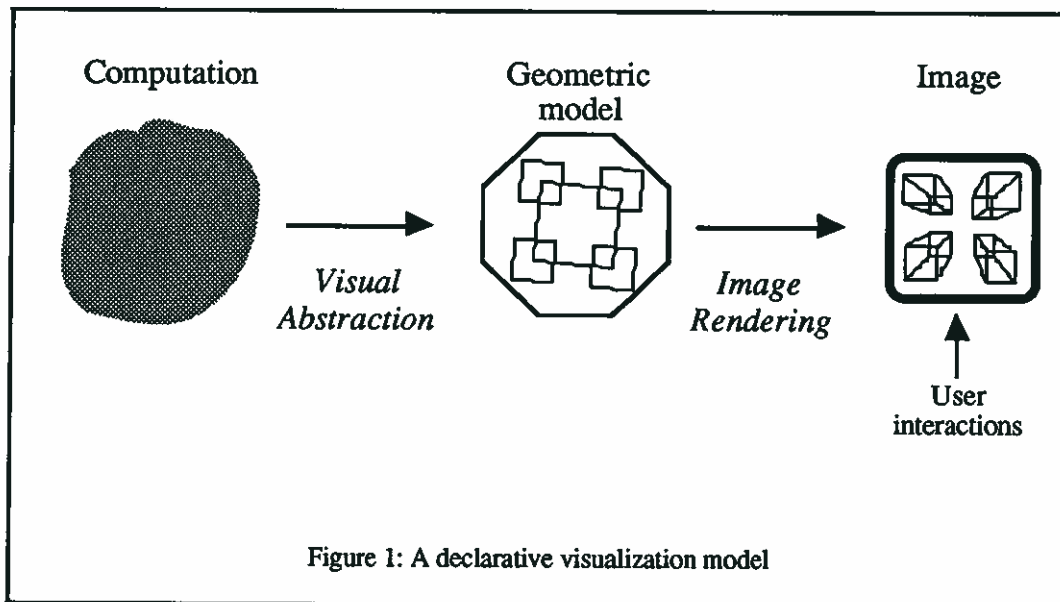 Computation
Geometric
model
Image
Visual
Abstraction
Image
Rendering
User
interactions
Figure 1: A declarative visualization model